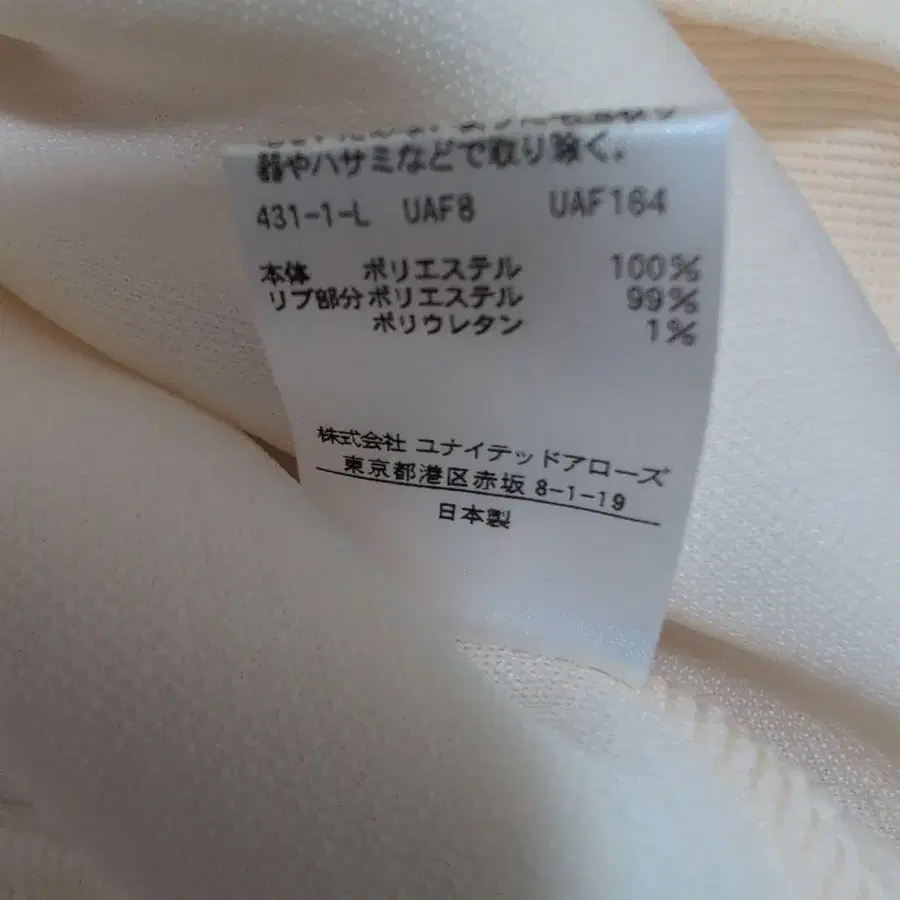 器やハサミなどで取り除く。
431-1-L UAF8 UAF164
本体 ポリエステル 100%
リブ部分ポリエステル 99%
ポリウレタン 1%
株式会社 ユナイテッドアローズ
東京都港区赤坂 8-1-19
日本製